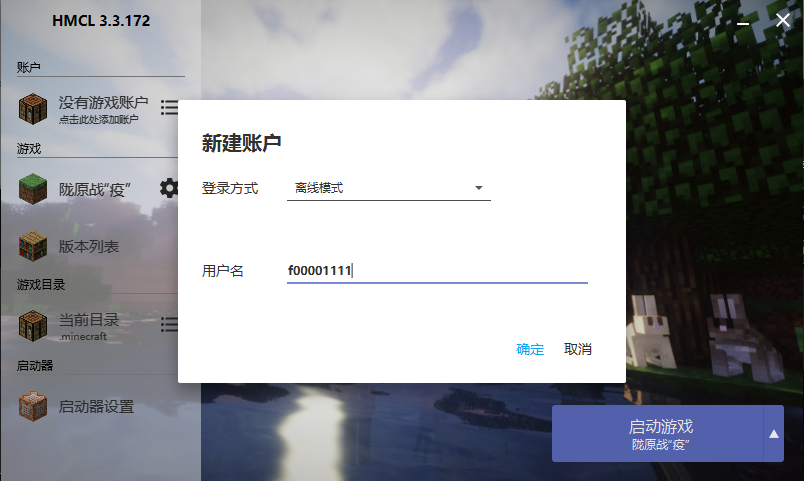 HMCL 3.3.172
账户
没有游戏账户
点击此处添加账户
游戏
陇原战“疫”
版本列表
游戏目录
当前目录
.minecraft
启动器
启动器设置
新建账户
登录方式 离线模式
用户名 f00001111
确定 取消
启动游戏
陇原战“疫”